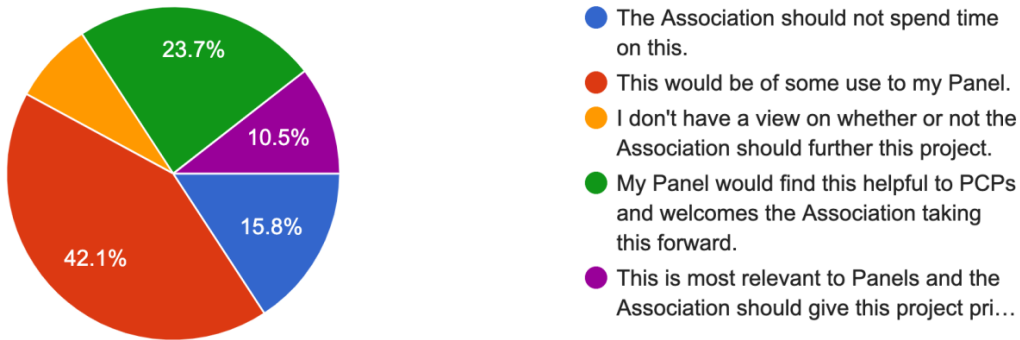 23.7%
10.5%
15.8%
42.1%
The Association should not spend time
on this.
This would be of some use to my Panel.
I don't have a view on whether or not the
Association should further this project.
My Panel would find this helpful to PCPs
and welcomes the Association taking
this forward.
This is most relevant to Panels and the
Association should give this project pri…